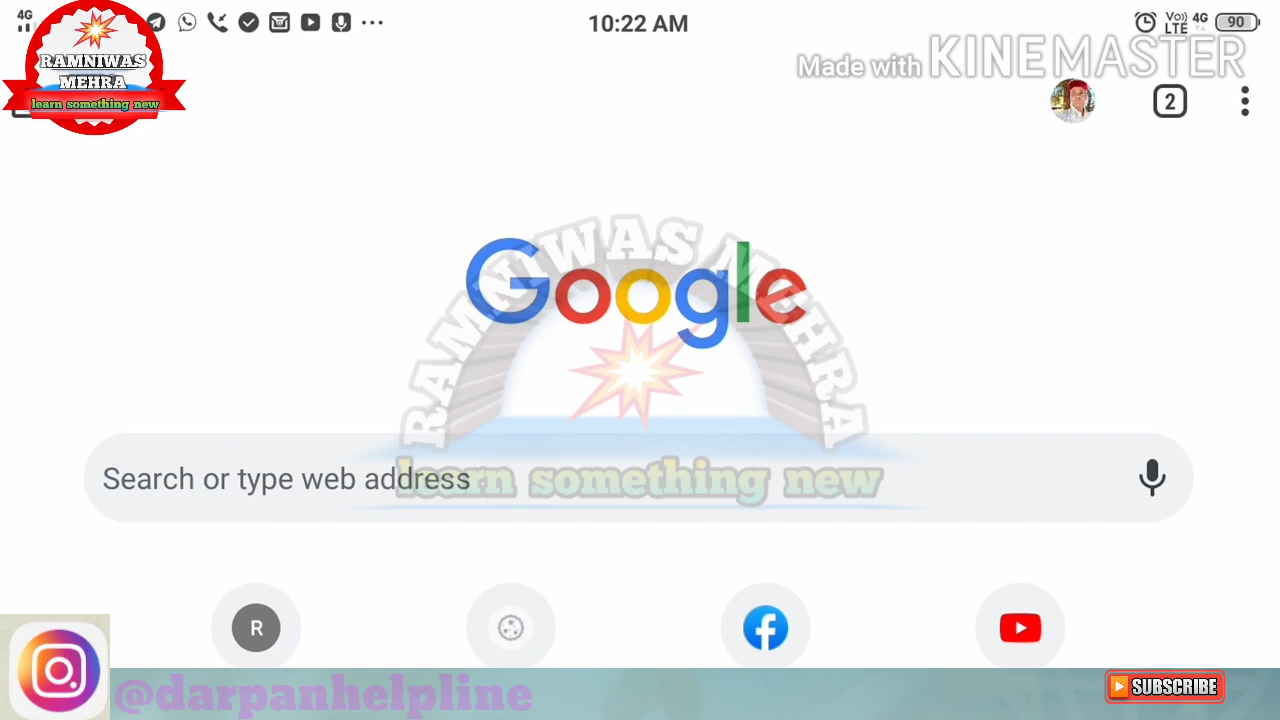 4G
10:22 AM
Vo)) 4G
LTE
90
Made with KINEMASTER
RAMNIWAS
MEHRA
learn something new
2
Google
RAMNIWAS MEHRA
Search or type web address
learn something new
R
@darpanhelpline
SUBSCRIBE